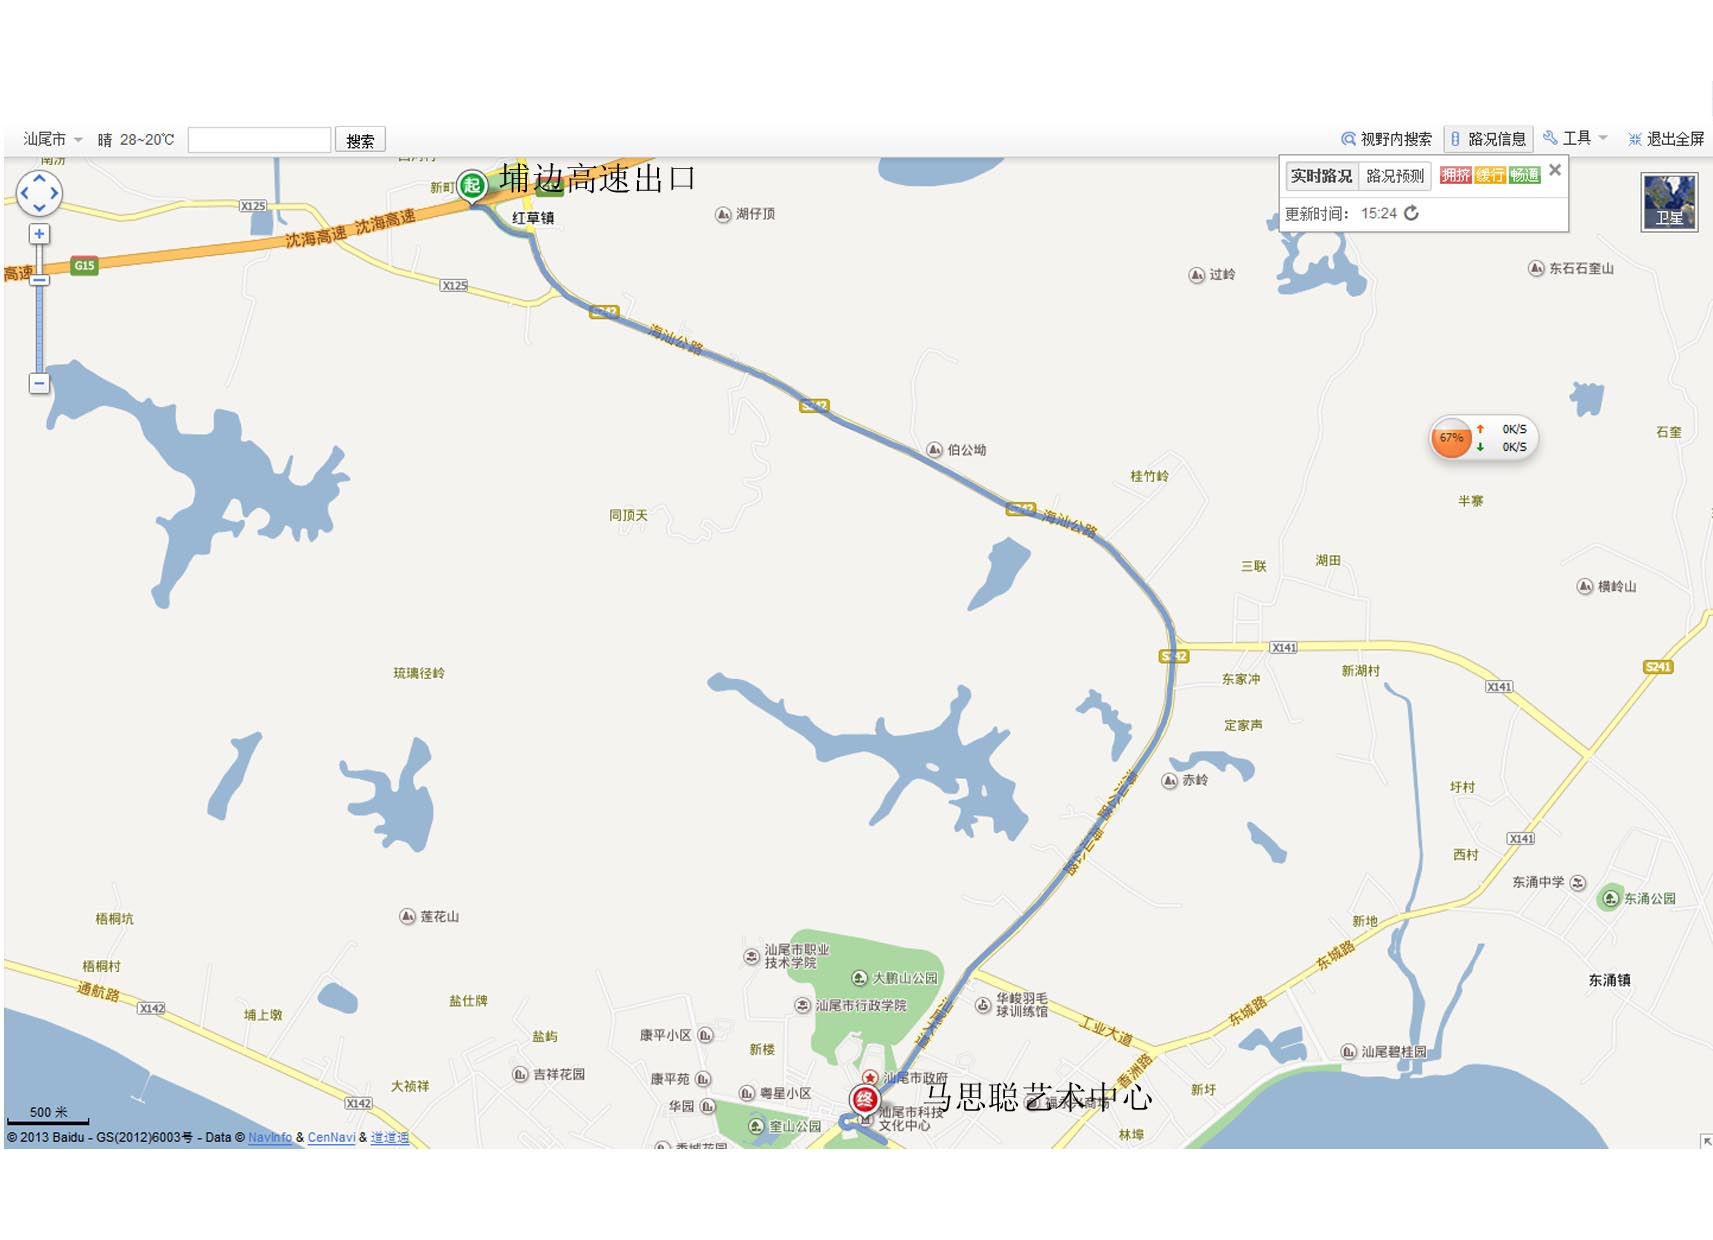 汕尾市 晴 28~20℃ 搜索 视野内搜索 路况信息 工具 退出全屏
实时路况 路况预测 拥挤 缓行 畅通
更新时间： 15:24
卫星
新町 起 埔边高速出口
红草镇
湖仔顶
X125
沈海高速 沈海高速
高速 G15
X125
过岭
东石石奎山
海汕公路
67% 0K/S
0K/S
石奎
伯公坳
桂竹岭
半寨
同顶天
海汕公路
三联
湖田
横岭山
S242
X141
东家冲
新湖村
X141
S241
琉璃径岭
定家声
赤岭
圩村
X141
西村
东涌中学
东涌公园
梧桐坑
莲花山
新地
汕尾市职业
技术学院
大鹏山公园
东城路
东涌镇
梧桐村
通航路
X142
埔上墩
盐仕牌
汕尾市行政学院
华峻羽毛
球训练馆
东城路
工业大道
盐屿
康平小区
新楼
汕尾碧桂园
香洲路
吉祥花园
大祯祥
康平苑
粤星小区
汕尾市政府
新圩
X142
华园
终
马思聪艺术中心
汕尾市科技
文化中心
奎山公园
林埠
500 米
© 2013 Baidu - GS(2012)6003号 - Data © NavInfo & CenNavi & 道道通